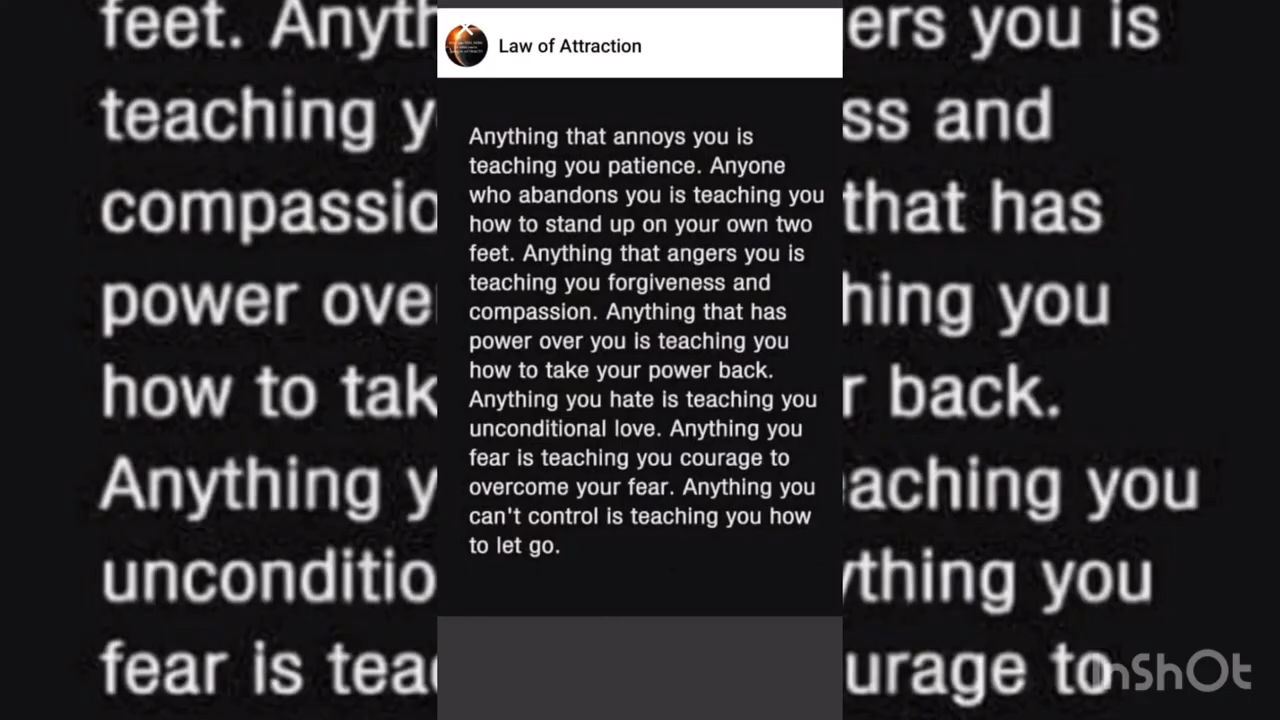 Law of Attraction
Anything that annoys you is
teaching you patience. Anyone
who abandons you is teaching you
how to stand up on your own two
feet. Anything that angers you is
teaching you forgiveness and
compassion. Anything that has
power over you is teaching you
how to take your power back.
Anything you hate is teaching you
unconditional love. Anything you
fear is teaching you courage to
overcome your fear. Anything you
can't control is teaching you how
to let go.
feet. Anyth
ers you is
teaching y
ss and
compassio
that has
power ove
hing you
how to tak
r back.
Anything y
aching you
unconditio
ything you
fear is tea
urage to
InShOt